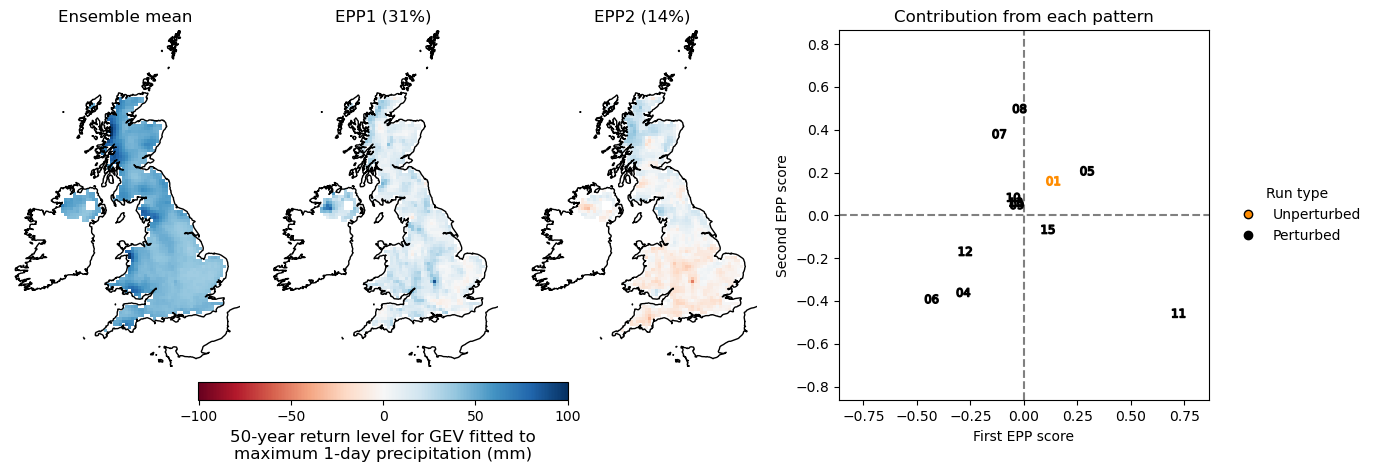 Ensemble mean
EPP1 (31%)
EPP2 (14%)
Contribution from each pattern
−100
−50
0
50
100
50-year return level for GEV fitted to
maximum 1-day precipitation (mm)
Second EPP score
0.8
0.6
0.4
0.2
0.0
−0.2
−0.4
−0.6
−0.8
08
07
05
01
10
09
15
12
04
06
11
−0.75
−0.50
−0.25
0.00
0.25
0.50
0.75
First EPP score
Run type
Unperturbed
Perturbed